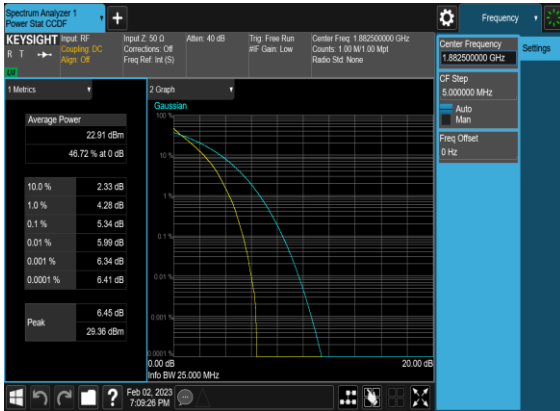 Spectrum Analyzer 1
Power Stat CCDF
+
Frequency
KEYSIGHT
R T
LXI
Input: RF
Coupling: DC
Align: Off
Input Z: 50 Ω
Corrections: Off
Freq Ref: Int (S)
Atten: 40 dB
Trig: Free Run
#IF Gain: Low
Center Freq: 1.882500000 GHz
Counts: 1.00 M/1.00 Mpt
Radio Std: None
Center Frequency
1.882500000 GHz
Settings
CF Step
5.000000 MHz
Auto
Man
Freq Offset
0 Hz
1 Metrics
Average Power
22.91 dBm
46.72 % at 0 dB
10.0 % 2.33 dB
1.0 % 4.28 dB
0.1 % 5.34 dB
0.01 % 5.99 dB
0.001 % 6.34 dB
0.0001 % 6.41 dB
Peak
6.45 dB
29.36 dBm
2 Graph
Gaussian
100 %
10 %
1 %
0.1 %
0.01 %
0.001 %
0.0001 %
0.00 dB 20.00 dB
Info BW 25.000 MHz
?
Feb 02, 2023
7:09:26 PM